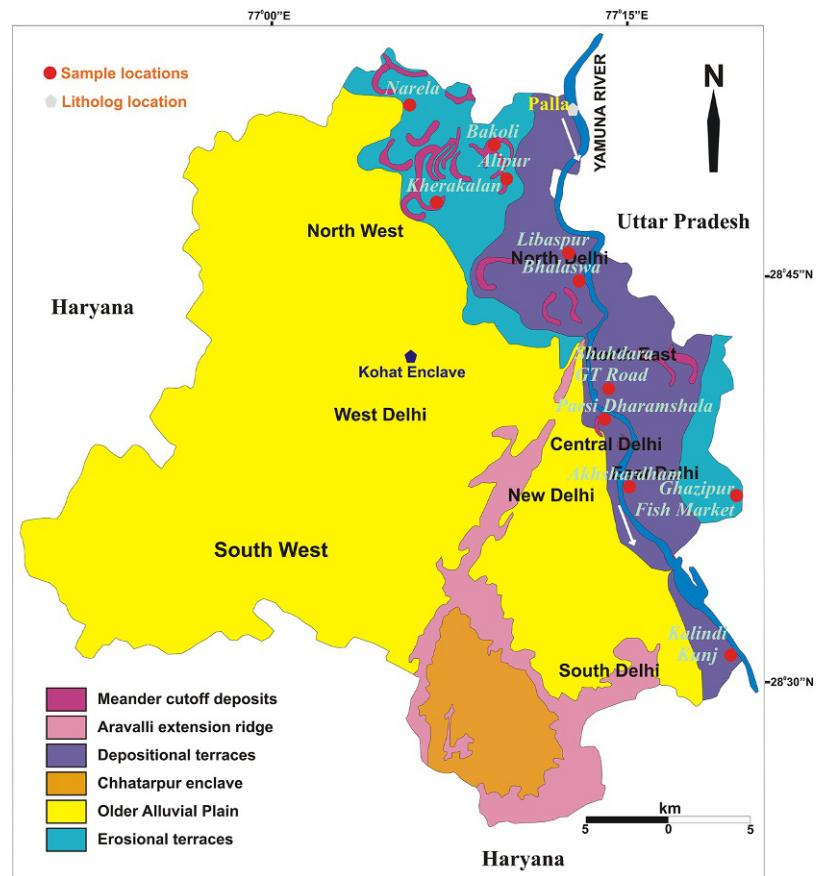 77°00"E
77°15"E
Sample locations
Litholog location
Narela
Palla
YAMUNA RIVER
N
Bakoli
Alipur
Kherakalan
North West
Uttar Pradesh
Libaspur
North Delhi
Bhalaswa
28°45"N
Haryana
Shahdara
East
GT Road
Kohat Enclave
West Delhi
Parsi Dharamshala
Central Delhi
Akhshardham
East Delhi
Ghazipur
New Delhi
Fish Market
South West
Kalindi
Kunj
South Delhi
28°30"N
Meander cutoff deposits
Aravalli extension ridge
Depositional terraces
Chhatarpur enclave
Older Alluvial Plain
Erosional terraces
km
5 0 5
Haryana